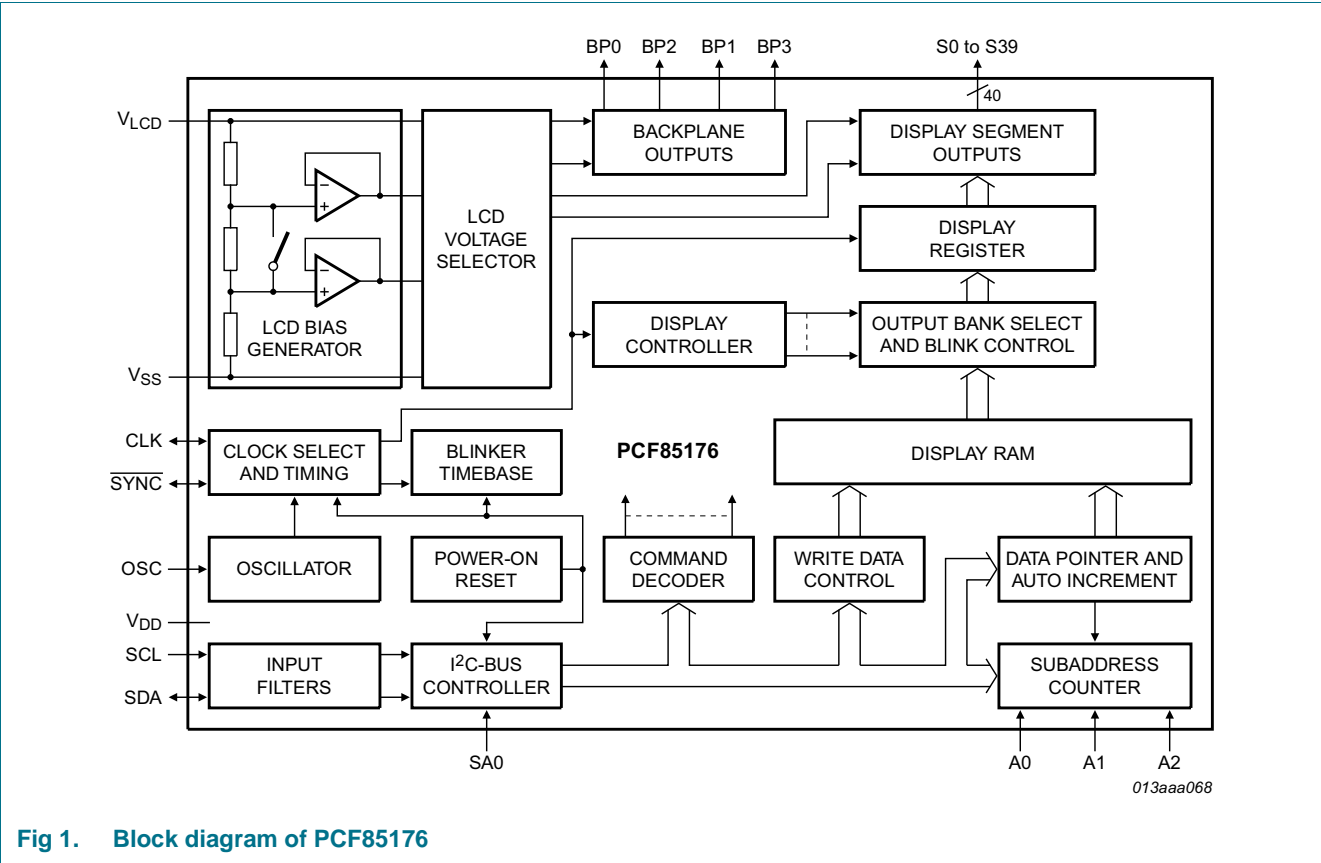 BP0 BP2 BP1 BP3 S0 to S39
40
VLCD
BACKPLANE
OUTPUTS
DISPLAY SEGMENT
OUTPUTS
−
+
LCD
VOLTAGE
SELECTOR
DISPLAY
REGISTER
−
+
LCD BIAS
GENERATOR
DISPLAY
CONTROLLER
OUTPUT BANK SELECT
AND BLINK CONTROL
VSS
CLK
SYNC
CLOCK SELECT
AND TIMING
BLINKER
TIMEBASE
PCF85176
DISPLAY RAM
OSC
OSCILLATOR
POWER-ON
RESET
COMMAND
DECODER
WRITE DATA
CONTROL
DATA POINTER AND
AUTO INCREMENT
VDD
SCL
SDA
INPUT
FILTERS
I2C-BUS
CONTROLLER
SUBADDRESS
COUNTER
SA0 A0 A1 A2
013aaa068
Fig 1. Block diagram of PCF85176